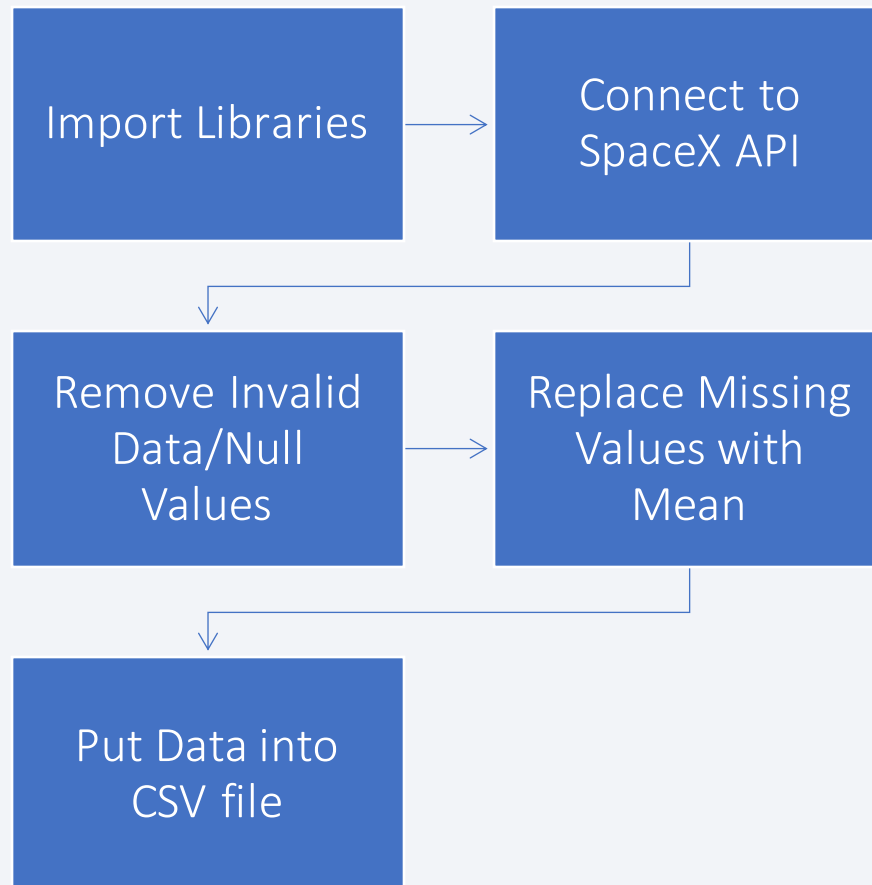 Import Libraries
Connect to
SpaceX API
Remove Invalid
Data/Null
Values
Replace Missing
Values with
Mean
Put Data into
CSV file